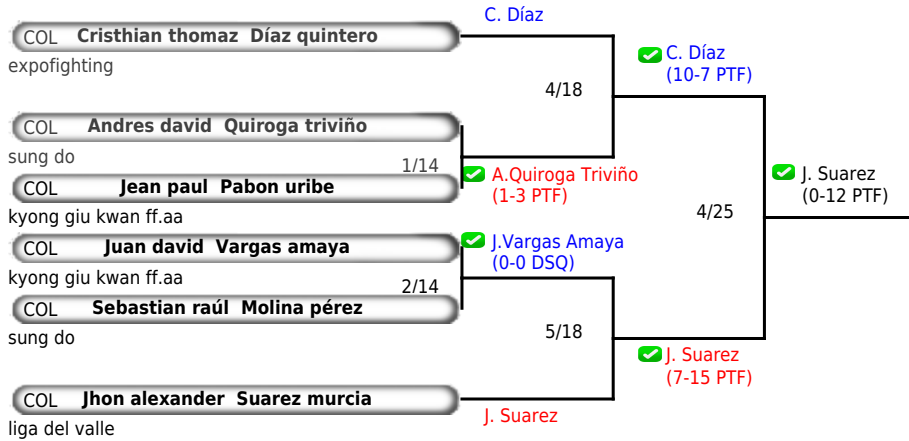 C. Díaz
COL Cristhian thomaz Díaz quintero
expofighting
C. Díaz
(10-7 PTF)
4/18
COL Andres david Quiroga triviño
sung do
1/14
A.Quiroga Triviño
(1-3 PTF)
COL Jean paul Pabon uribe
kyong giu kwan ff.aa
J. Suarez
(0-12 PTF)
4/25
COL Juan david Vargas amaya
kyong giu kwan ff.aa
J.Vargas Amaya
(0-0 DSQ)
2/14
COL Sebastian raúl Molina pérez
sung do
5/18
J. Suarez
(7-15 PTF)
COL Jhon alexander Suarez murcia
liga del valle
J. Suarez